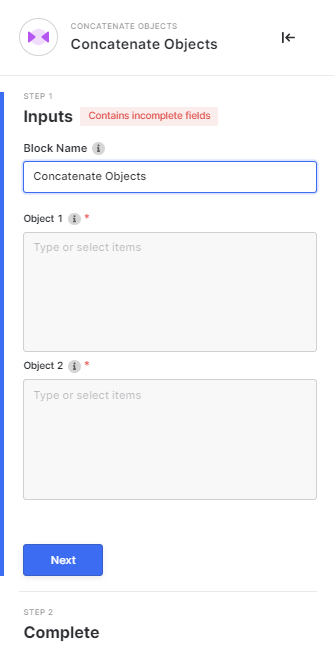 CONCATENATE OBJECTS
Concatenate Objects
STEP 1
Inputs Contains incomplete fields
Block Name i
Concatenate Objects
Object 1 i *
Type or select items
Object 2 i *
Type or select items
Next
STEP 2
Complete